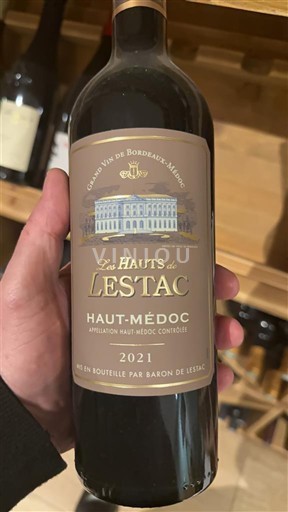 GRAND VIN DE BORDEAUX-MÉDOC
VINIOU
Les HAUTS de
LESTAC
HAUT-MÉDOC
APPELLATION HAUT-MÉDOC CONTRÔLÉE
2021
MIS EN BOUTEILLE PAR BARON DE LESTAC